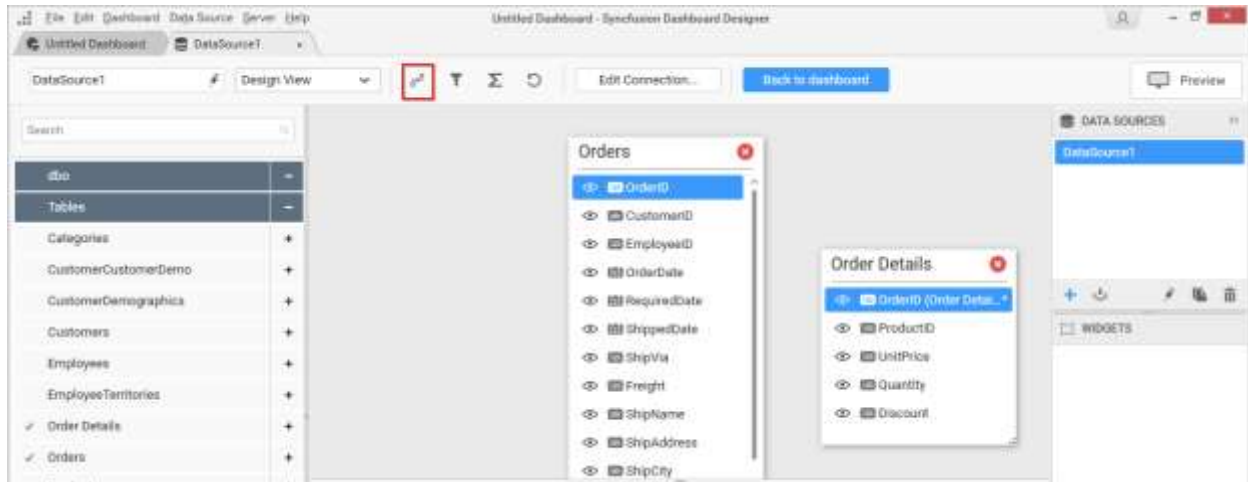 File Edit Dashboard Data Source Server Help
Untitled Dashboard - Syncfusion Dashboard Designer
Untitled Dashboard
DataSource1
DataSource1
Design View
Edit Connection...
Back to dashboard
Preview
Search
dbo
Tables
Categories
CustomerCustomerDemo
CustomerDemographics
Customers
Employees
EmployeeTerritories
Order Details
Orders
Orders
OrderID
CustomerID
EmployeeID
OrderDate
RequiredDate
ShippedDate
ShipVia
Freight
ShipName
ShipAddress
ShipCity
Order Details
OrderID (Order Detai...*
ProductID
UnitPrice
Quantity
Discount
DATA SOURCES
DataSource1
WIDGETS